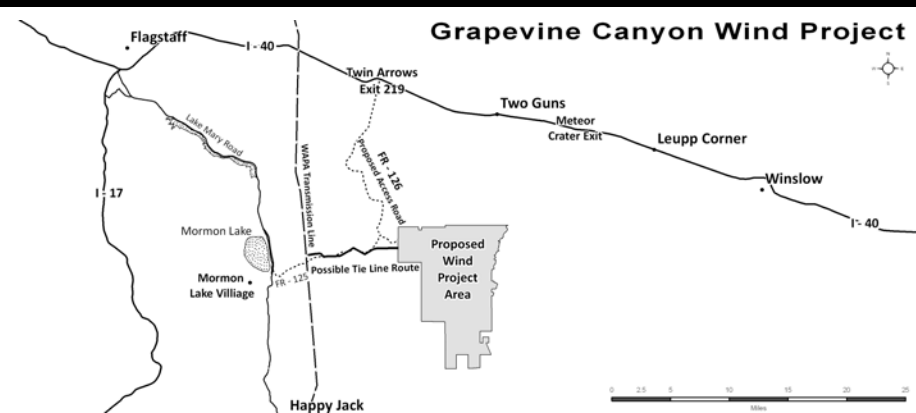 Grapevine Canyon Wind Project
Flagstaff
I - 40
N
W
E
S
Twin Arrows
Exit 219
Two Guns
Meteor
Crater Exit
Leupp Corner
Lake Mary Road
WAPA Transmission Line
FR - 126
Proposed Access Road
Winslow
I - 17
I - 40
Mormon Lake
Proposed
Wind
Project
Area
Possible Tie Line Route
FR - 125
Mormon
Lake Villiage
Happy Jack
0 2.5 5 10 15 20 25
Miles